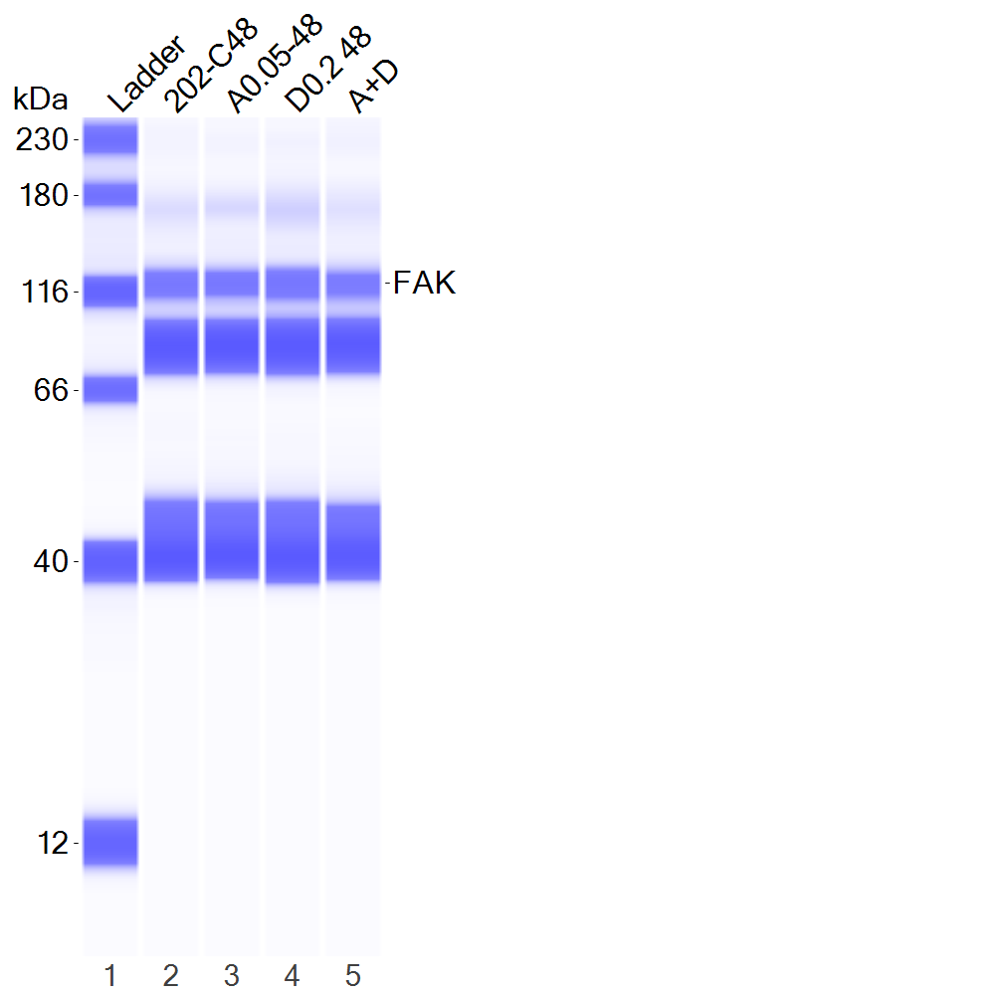 Ladder
202-C48
A0.05-48
D0.2 48
A+D
kDa
230
180
116
FAK
66
40
12
1 2 3 4 5